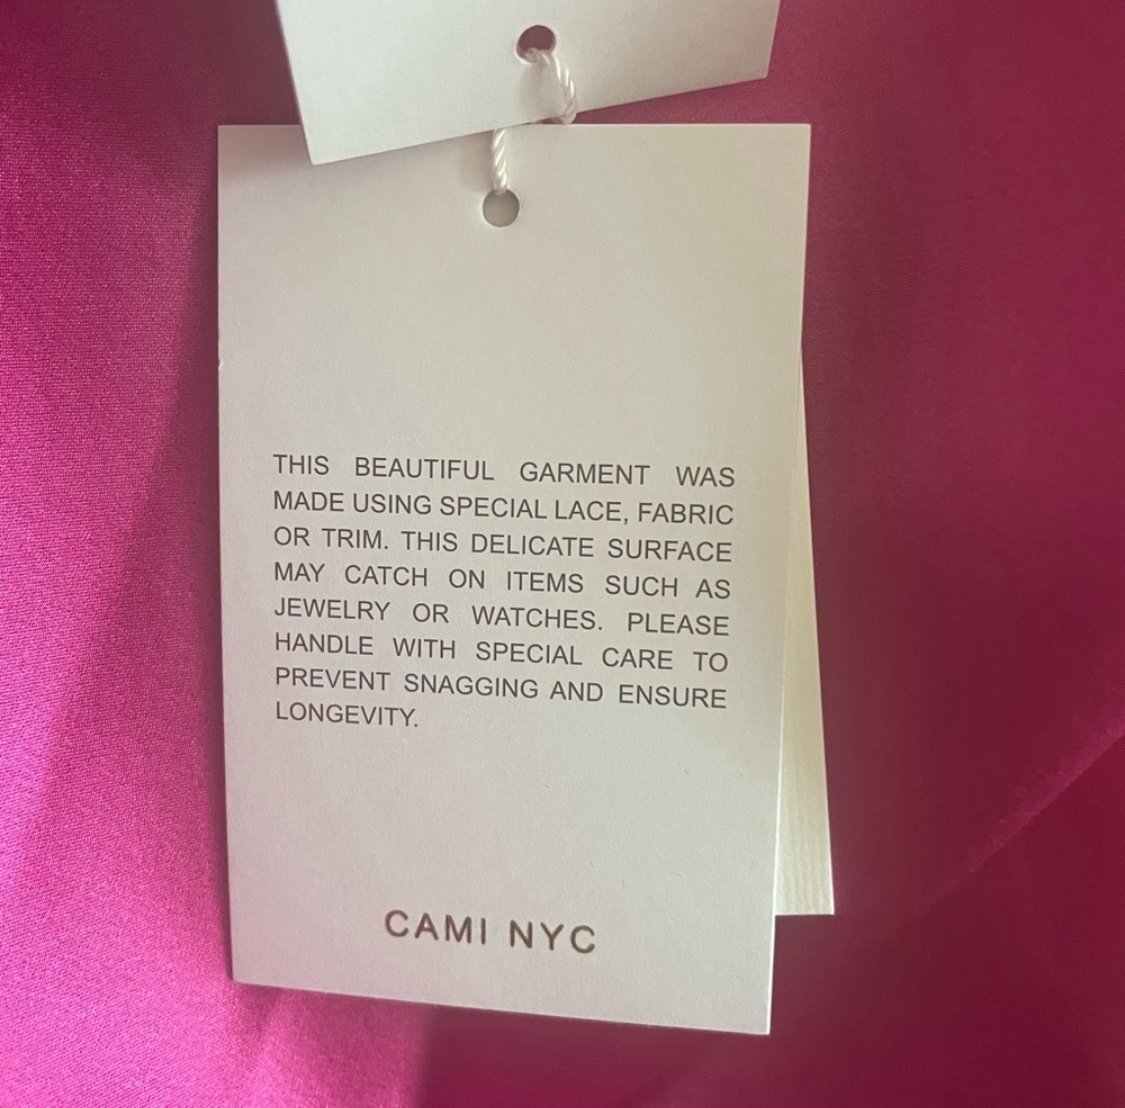 THIS BEAUTIFUL GARMENT WAS
MADE USING SPECIAL LACE, FABRIC
OR TRIM. THIS DELICATE SURFACE
MAY CATCH ON ITEMS SUCH AS
JEWELRY OR WATCHES. PLEASE
HANDLE WITH SPECIAL CARE TO
PREVENT SNAGGING AND ENSURE
LONGEVITY.
CAMI NYC